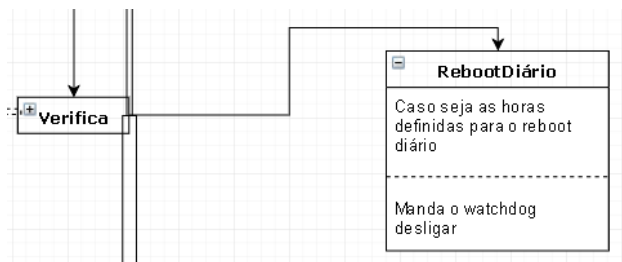 RebootDiário
Verifica
Caso seja as horas
definidas para o reboot
diário
Manda o watchdog
desligar